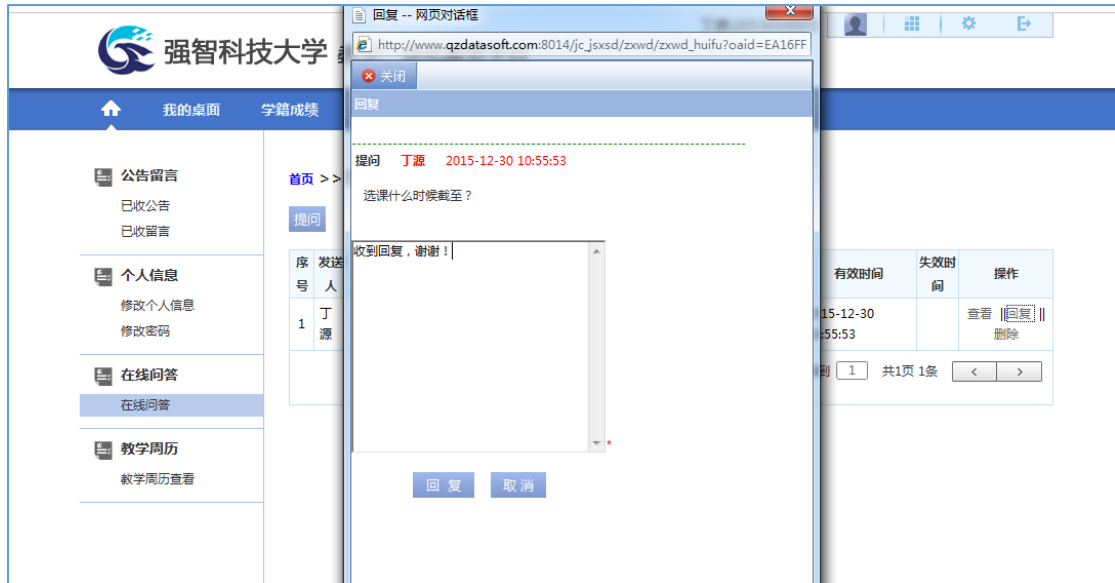 回复 -- 网页对话框
http://www.qzdatasoft.com:8014/jc_jsxsd/zxwd/zxwd_huifu?oaid=EA16FF
强智科技大学
关闭
回复
我的桌面
学籍成绩
提问 丁源 2015-12-30 10:55:53
选课什么时候截至？
收到回复，谢谢！
*
回 复
取 消
公告留言
已收公告
已收留言
个人信息
修改个人信息
修改密码
在线问答
在线问答
教学周历
教学周历查看
首页 >>
提问
序号 发送人 有效时间 失效时间 操作
1 丁源 15-12-30 :55:53 查看 ||回复 || 删除
到 1 共1页 1条 < >